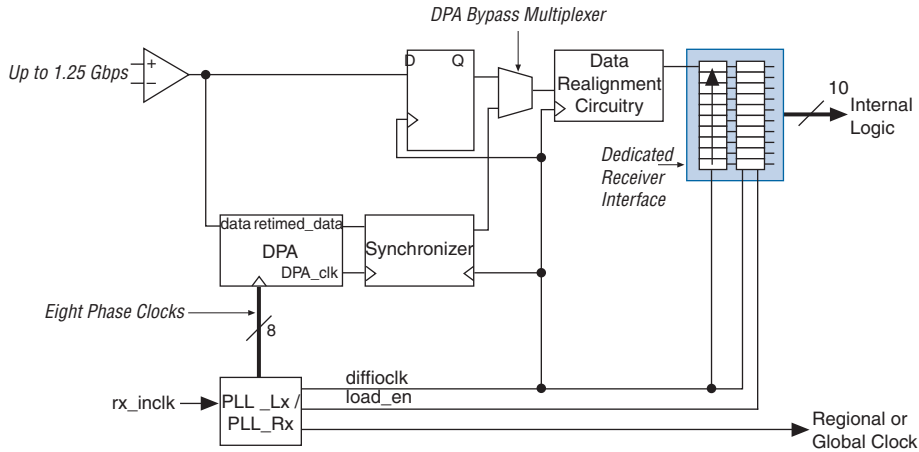 DPA Bypass Multiplexer
Up to 1.25 Gbps
+
−
D Q
Data
Realignment
Circuitry
10
Internal
Logic
Dedicated
Receiver
Interface
data retimed_data
DPA
DPA_clk
Synchronizer
Eight Phase Clocks
8
rx_inclk
PLL _Lx /
PLL_Rx
diffioclk
load_en
Regional or
Global Clock